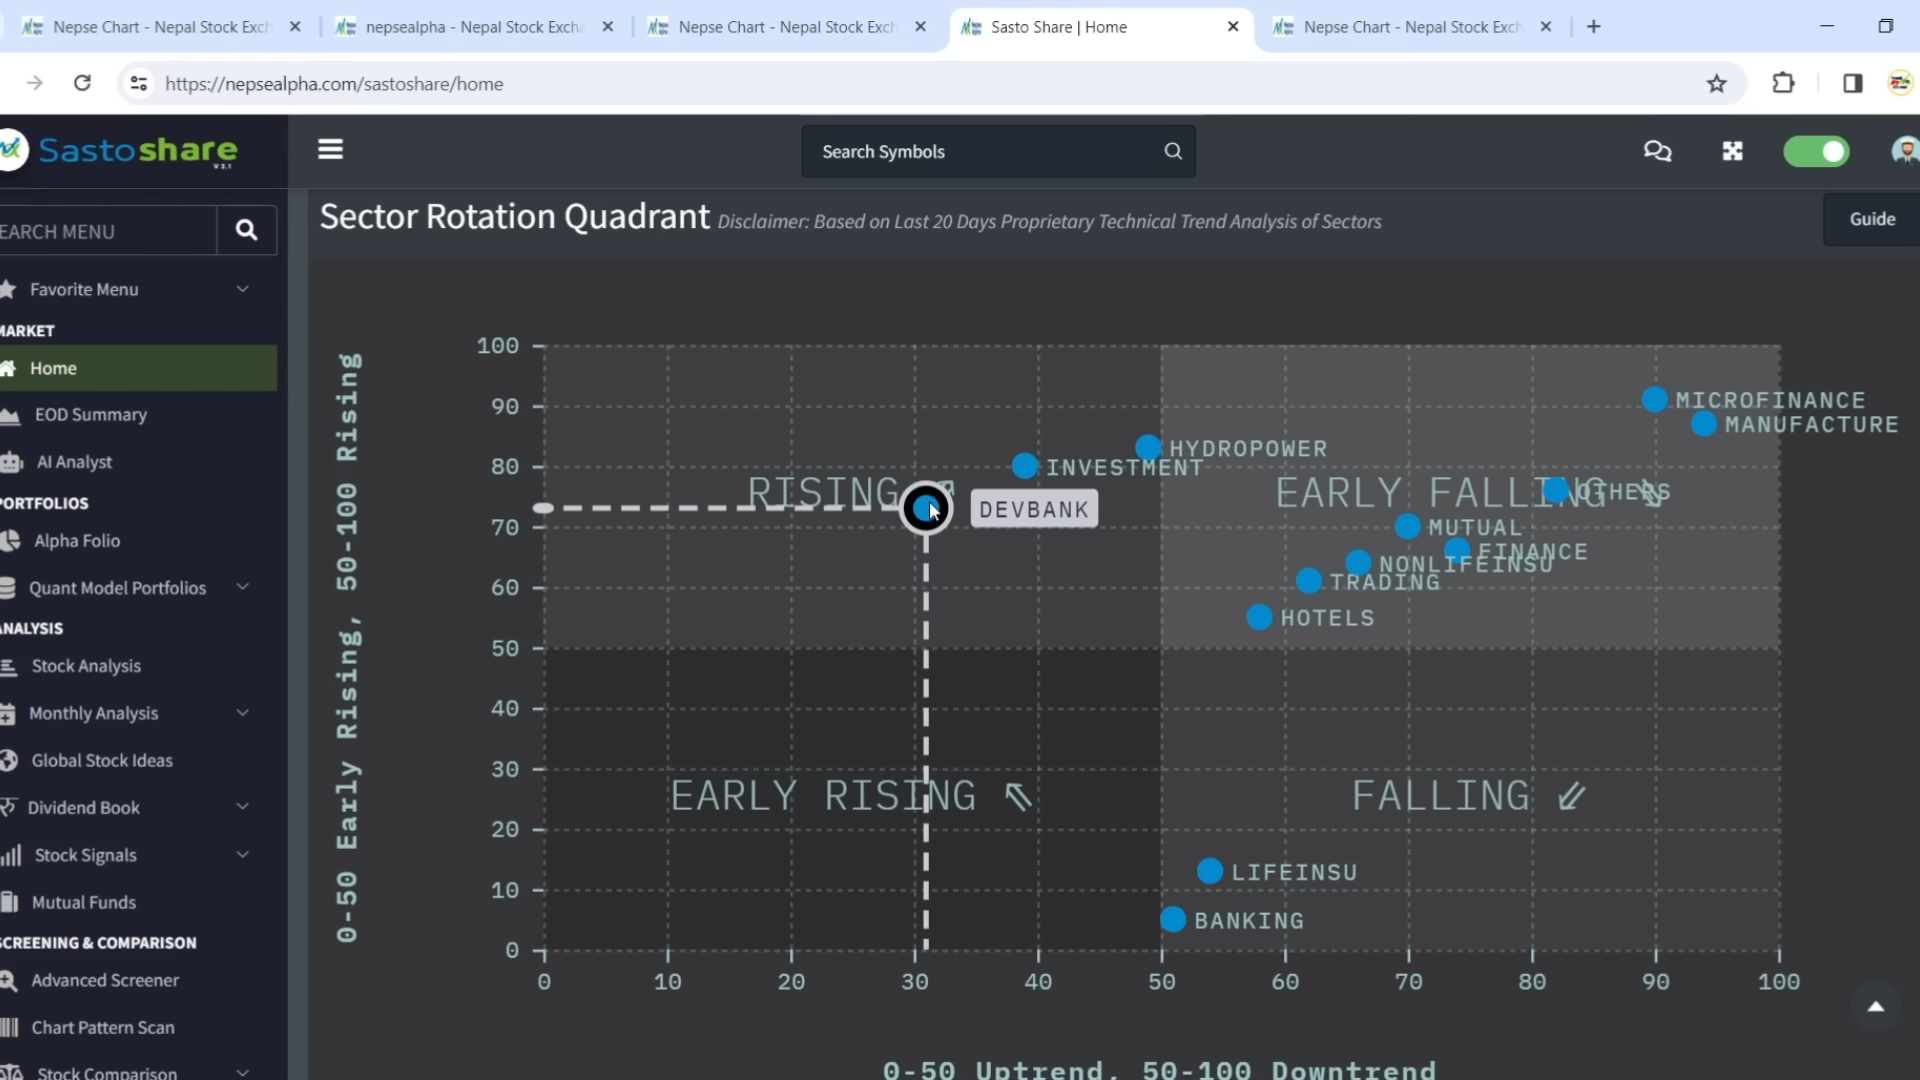 Nepse Chart - Nepal Stock Exch
nepsealpha - Nepal Stock Excha
Nepse Chart - Nepal Stock Exch
Sasto Share | Home
Nepse Chart - Nepal Stock Exch
https://nepsealpha.com/sastoshare/home
Sastoshare
V 3.1
Search Symbols
EARCH MENU
Sector Rotation Quadrant Disclaimer: Based on Last 20 Days Proprietary Technical Trend Analysis of Sectors
Guide
Favorite Menu
MARKET
Home
EOD Summary
AI Analyst
PORTFOLIOS
Alpha Folio
Quant Model Portfolios
ANALYSIS
Stock Analysis
Monthly Analysis
Global Stock Ideas
Dividend Book
Stock Signals
Mutual Funds
SCREENING & COMPARISON
Advanced Screener
Chart Pattern Scan
Stock Comparison
0-50 Early Rising, 50-100 Rising
100
90
80
70
60
50
40
30
20
10
0
MICROFINANCE
MANUFACTURE
HYDROPOWER
INVESTMENT
RISING
EARLY FALLING
OTHERS
DEVBANK
MUTUAL
FINANCE
NONLIFEINSU
TRADING
HOTELS
EARLY RISING
FALLING
LIFEINSU
BANKING
0 10 20 30 40 50 60 70 80 90 100
0-50 Uptrend, 50-100 Downtrend